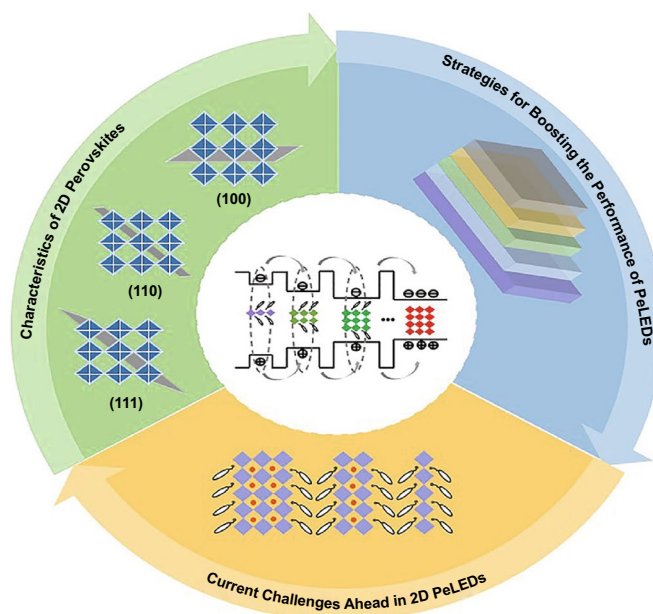 Characteristics of 2D Perovskites
Strategies for Boosting the Performance of PeLEDs
(100)
(110)
(111)
Current Challenges Ahead in 2D PeLEDs